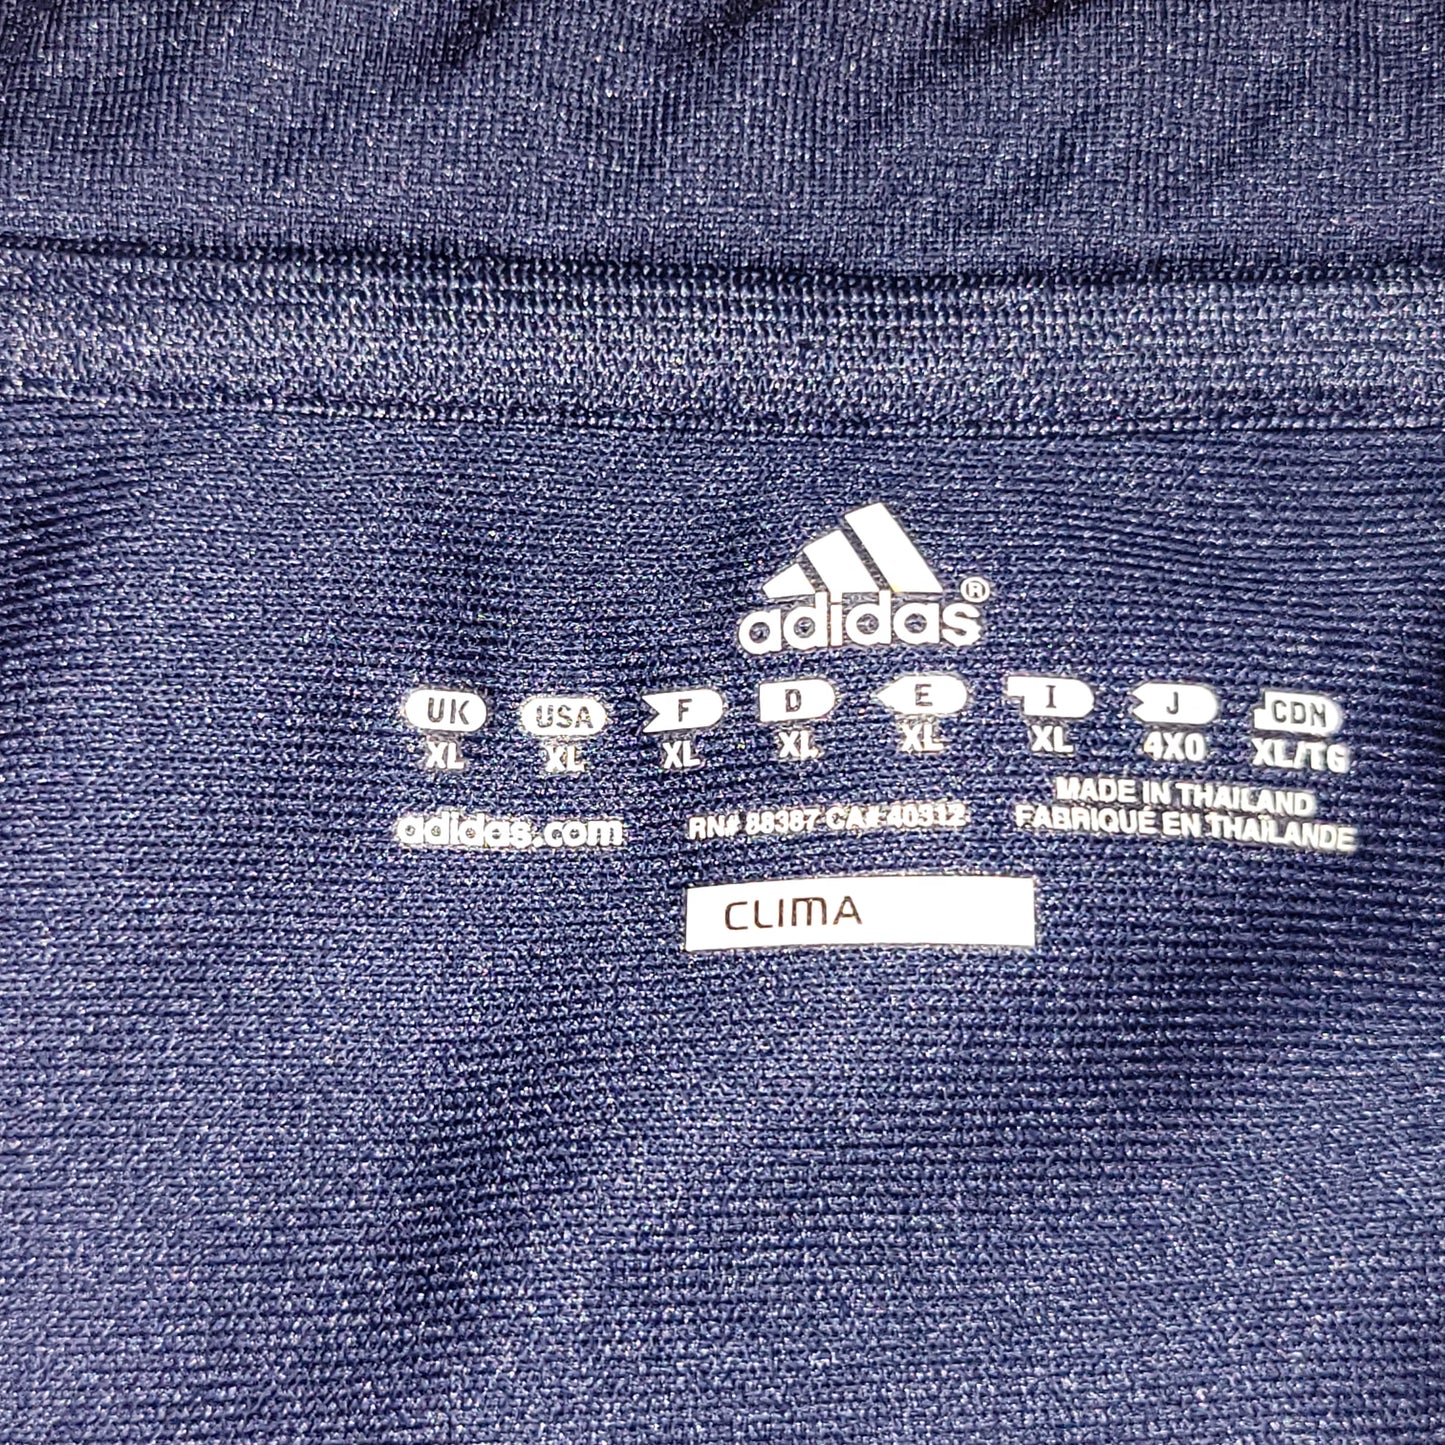 adidas®
UK USA F D E I J CDN
XL XL XL XL XL XL 4XO XL/TG
adidas.com RN# 88387 CA# 40312 MADE IN THAILAND
FABRIQUÉ EN THAÏLANDE
CLIMA